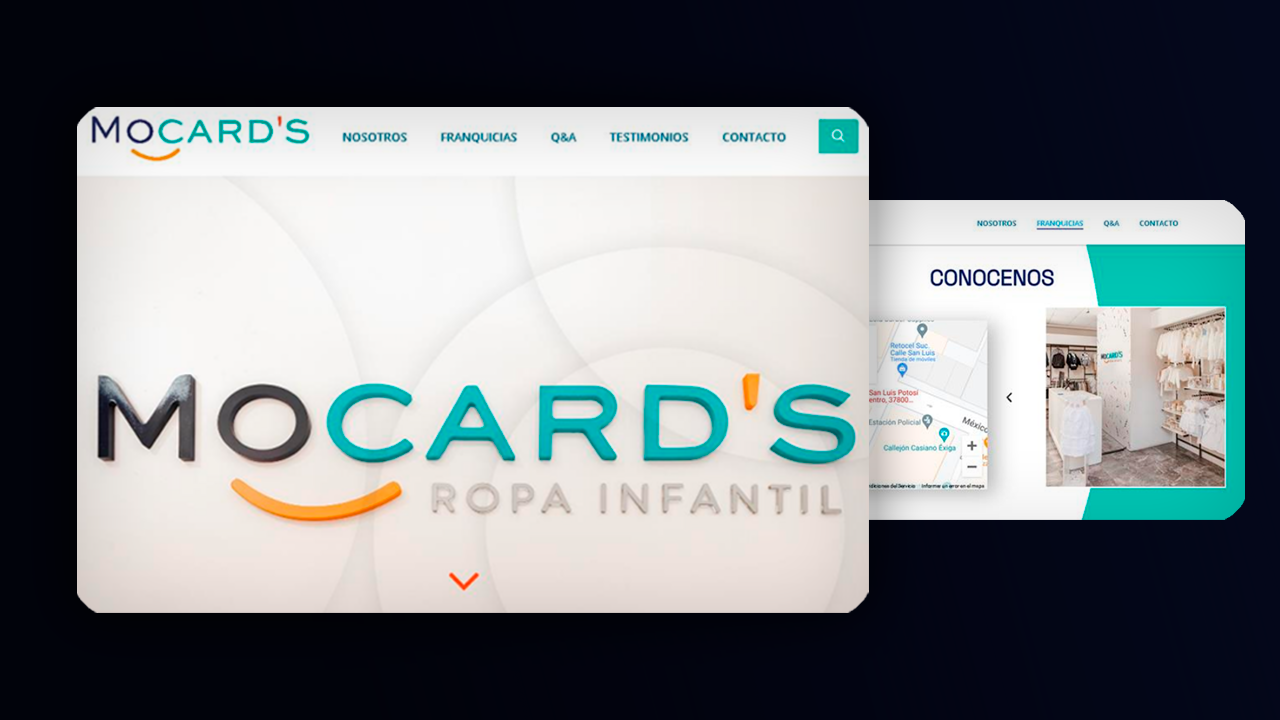 MOCARD'S
NOSOTROS FRANQUICIAS Q&A TESTIMONIOS CONTACTO
MOCARD'S
ROPA INFANTIL
NOSOTROS FRANQUICIAS Q&A CONTACTO
CONOCENOS
Retocel Suc.
Calle San Luis
Tienda de móviles
San Luis Potosí
entro, 37800...
Estación Policial
México
Callejón Casiano Exiga
Informar un error en el mapa
MOCARD'S